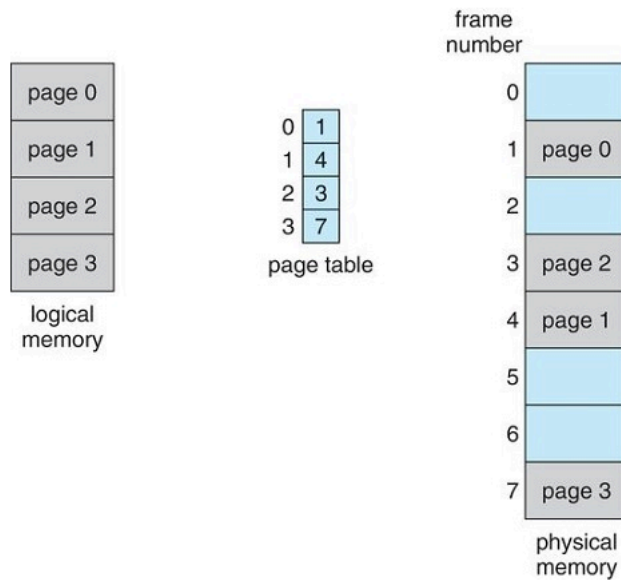 page 0
page 1
page 2
page 3
logical
memory
0 1
1 4
2 3
3 7
page table
frame
number
0
1 page 0
2
3 page 2
4 page 1
5
6
7 page 3
physical
memory